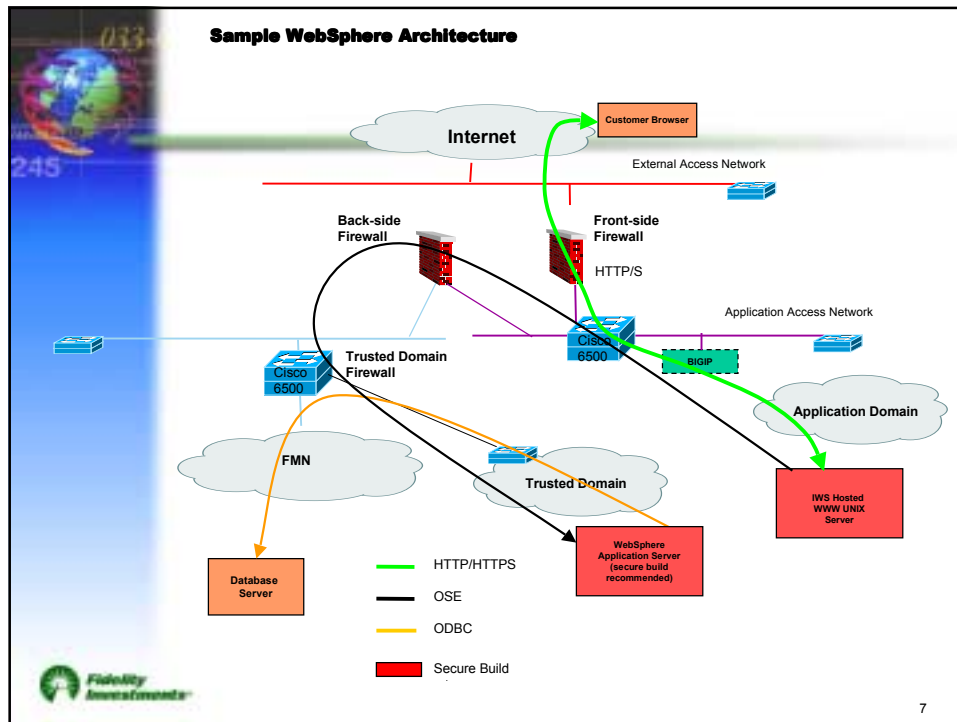 033-
Sample WebSphere Architecture
245
Customer Browser
Internet
External Access Network
Back-side
Firewall
Front-side
Firewall
HTTP/S
Application Access Network
Cisco
6500
BIGIP
Trusted Domain
Firewall
Cisco
6500
Application Domain
FMN
Trusted Domain
IWS Hosted
WWW UNIX
Server
WebSphere
Application Server
(secure build
recommended)
Database
Server
HTTP/HTTPS
OSE
ODBC
Secure Build
Fidelity
Investments
7